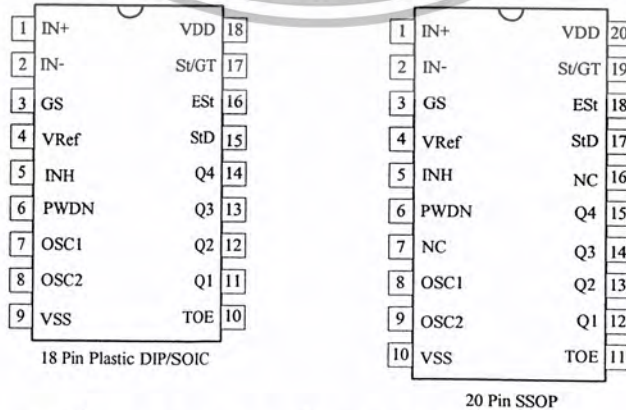 1 IN+ VDD 18
2 IN- St/GT 17
3 GS ESt 16
4 VRef StD 15
5 INH Q4 14
6 PWDN Q3 13
7 OSC1 Q2 12
8 OSC2 Q1 11
9 VSS TOE 10
18 Pin Plastic DIP/SOIC
1 IN+ VDD 20
2 IN- St/GT 19
3 GS ESt 18
4 VRef StD 17
5 INH NC 16
6 PWDN Q4 15
7 NC Q3 14
8 OSC1 Q2 13
9 OSC2 Q1 12
10 VSS TOE 11
20 Pin SSOP